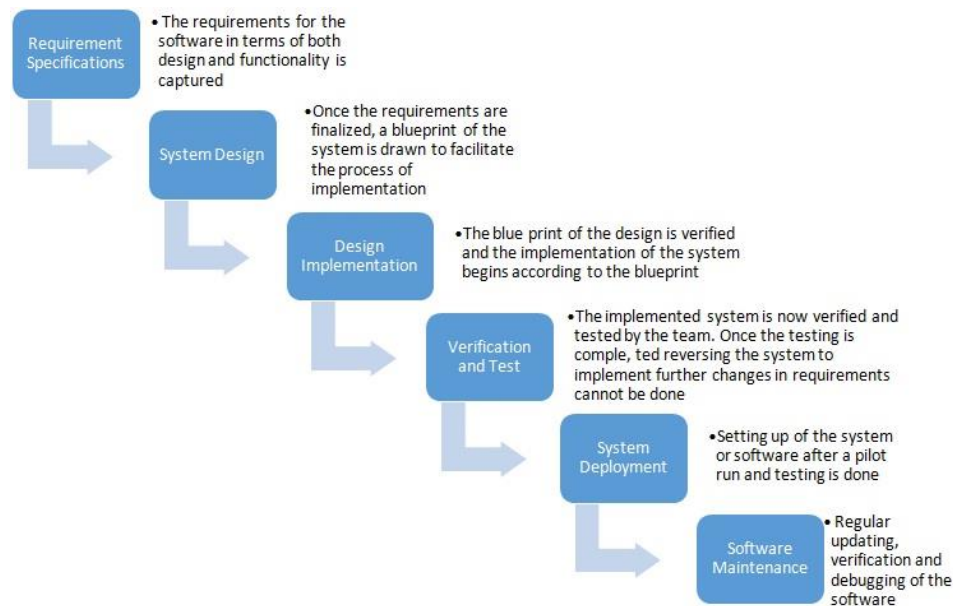 Requirement
Specifications
• The requirements for the
software in terms of both
design and functionality is
captured
System Design
•Once the requirements are
finalized, a blueprint of the
system is drawn to facilitate
the process of
implementation
Design
Implementation
•The blue print of the design is verified
and the implementation of the system
begins according to the blueprint
Verification
and Test
•The implemented system is now verified and
tested by the team. Once the testing is
comple, ted reversing the system to
implement further changes in requirements
cannot be done
System
Deployment
•Setting up of the system
or software after a pilot
run and testing is done
Software
Maintenance
• Regular
updating,
verification and
debugging of the
software